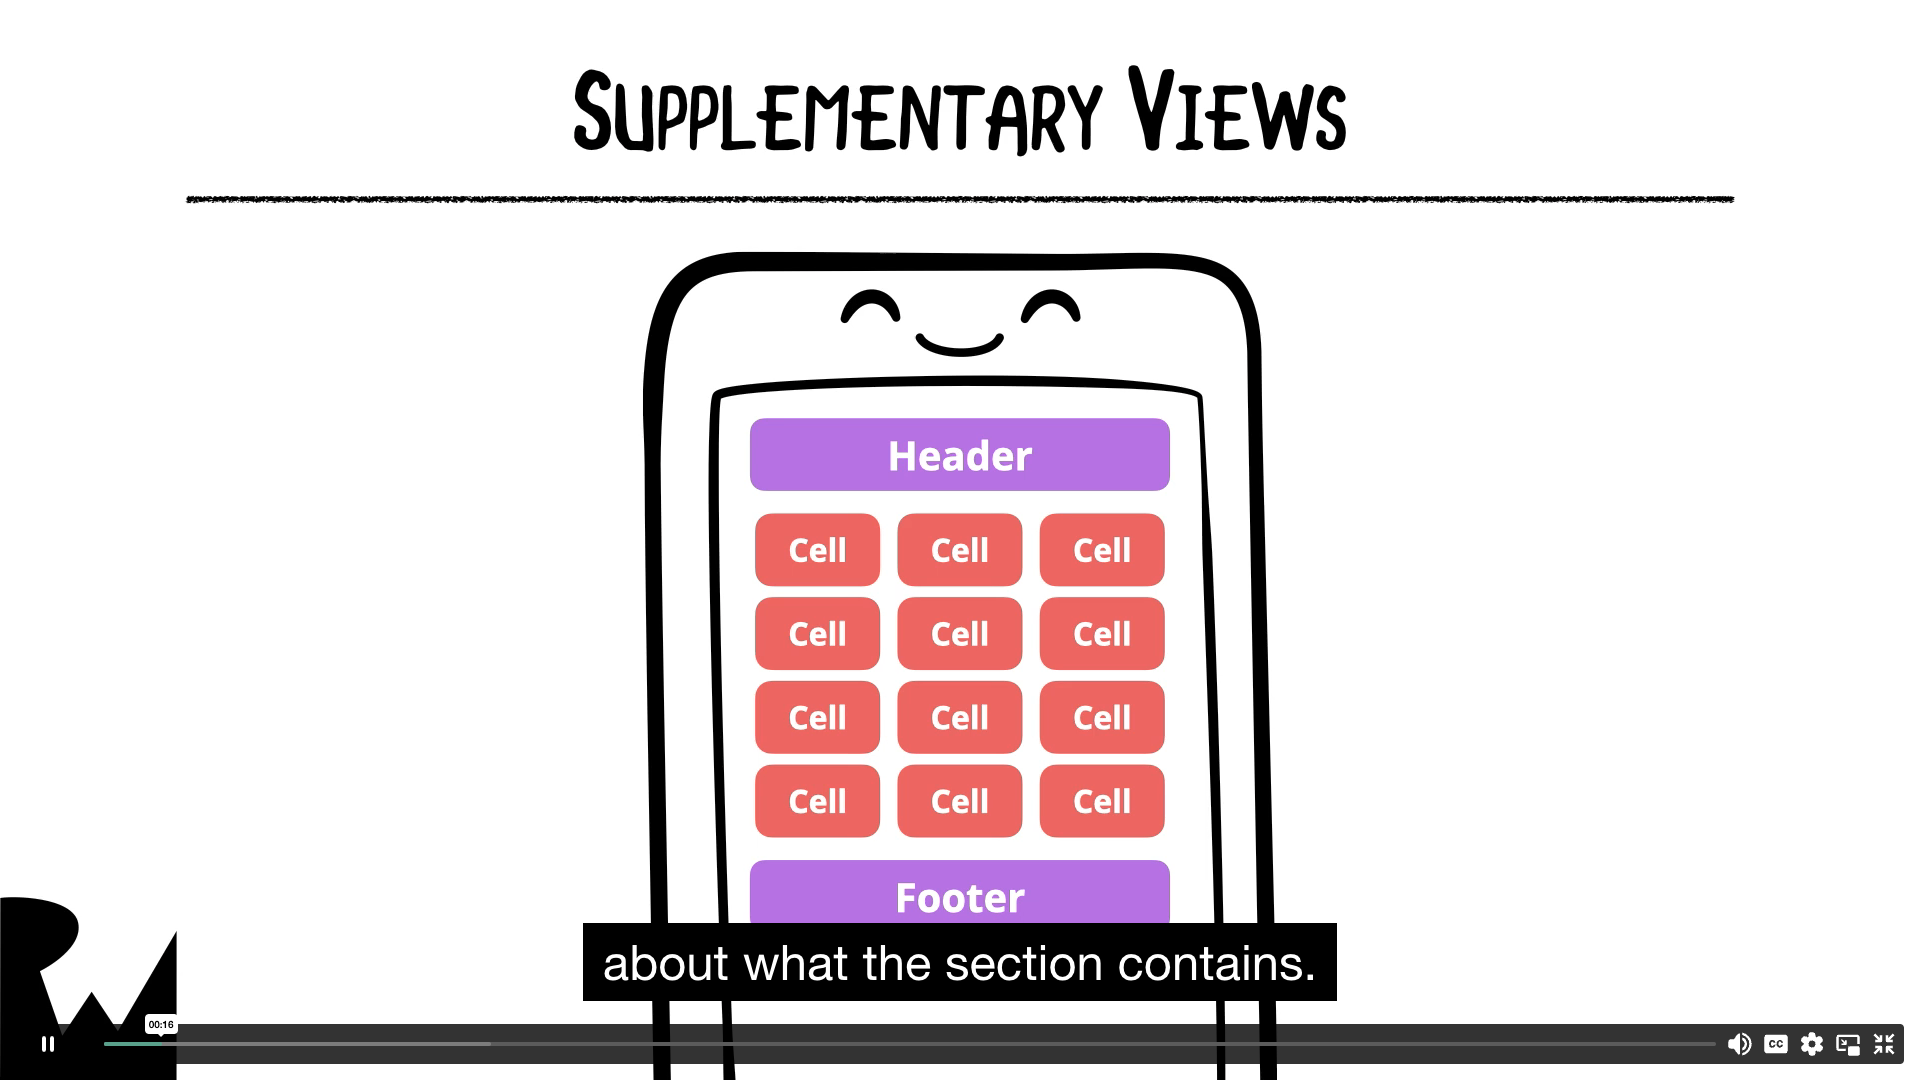 Supplementary Views
Header
Cell Cell Cell
Cell Cell Cell
Cell Cell Cell
Cell Cell Cell
Footer
about what the section contains.
RW
00:16
CC